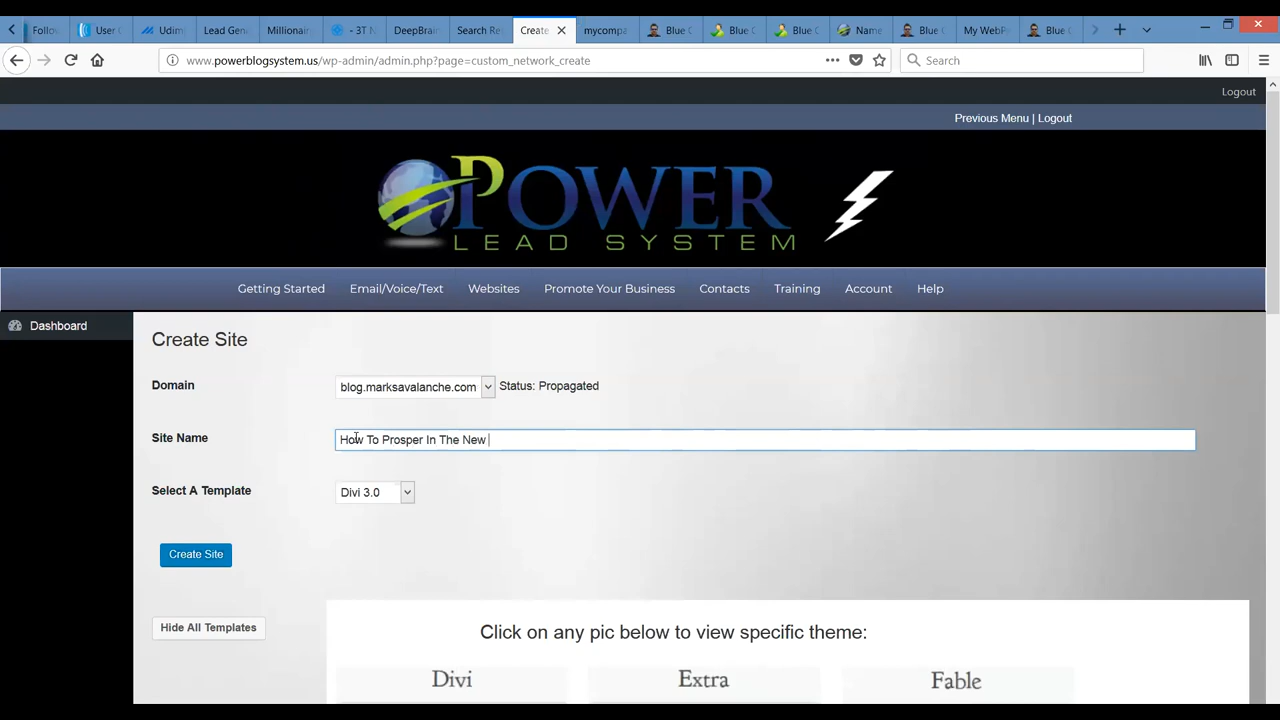 Follow
User
Udim
Lead Gen
Millionai
- 3T N
DeepBrain
Search Re
Create
mycompa
Blue C
Blue C
Blue C
Name
Blue C
My WebP
Blue C
www.powerblogsystem.us/wp-admin/admin.php?page=custom_network_create
Search
Logout
Previous Menu | Logout
POWER
LEAD SYSTEM
Getting Started Email/Voice/Text Websites Promote Your Business Contacts Training Account Help
Dashboard
Create Site
Domain
blog.marksavalanche.com Status: Propagated
Site Name
How To Prosper In The New
Select A Template
Divi 3.0
Create Site
Hide All Templates
Click on any pic below to view specific theme:
Divi Extra Fable